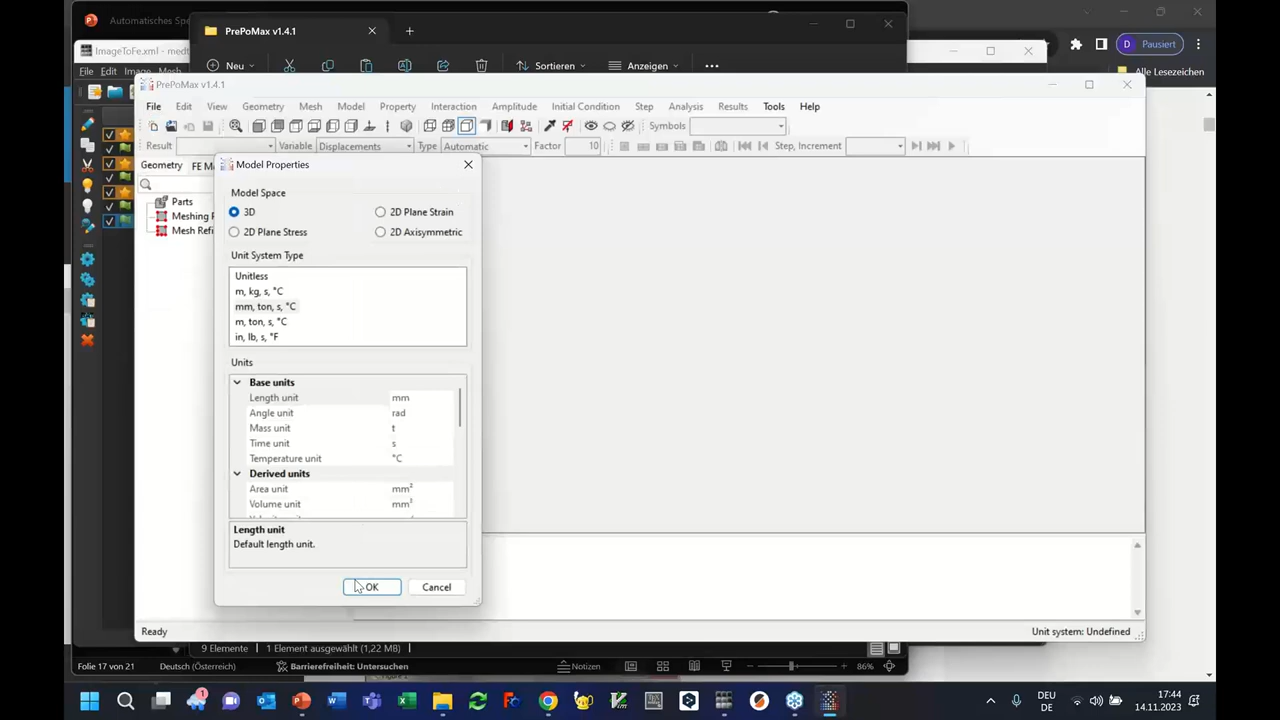 Automatisches Spe
PrePoMax v1.4.1
ImageToFe.xml - medt
Neu
Sortieren
Anzeigen
D Pausiert
File Edit Image Mesh
Alle Lesezeichen
PrePoMax v1.4.1
File Edit View Geometry Mesh Model Property Interaction Amplitude Initial Condition Step Analysis Results Tools Help
Symbols
Result Variable Displacements Type Automatic Factor 10 Step, Increment
Geometry FE M
Parts
Meshing P
Mesh Refi
Model Properties
Model Space
3D 2D Plane Strain
2D Plane Stress 2D Axisymmetric
Unit System Type
Unitless
m, kg, s, °C
mm, ton, s, °C
m, ton, s, °C
in, lb, s, °F
Units
Base units
Length unit mm
Angle unit rad
Mass unit t
Time unit s
Temperature unit °C
Derived units
Area unit mm²
Volume unit mm³
Length unit
Default length unit.
OK Cancel
Ready Unit system: Undefined
9 Elemente 1 Element ausgewählt (1,22 MB)
Folie 17 von 21 Deutsch (Österreich) Barrierefreiheit: Untersuchen Notizen 86%
1
DEU
DE
17:44
14.11.2023